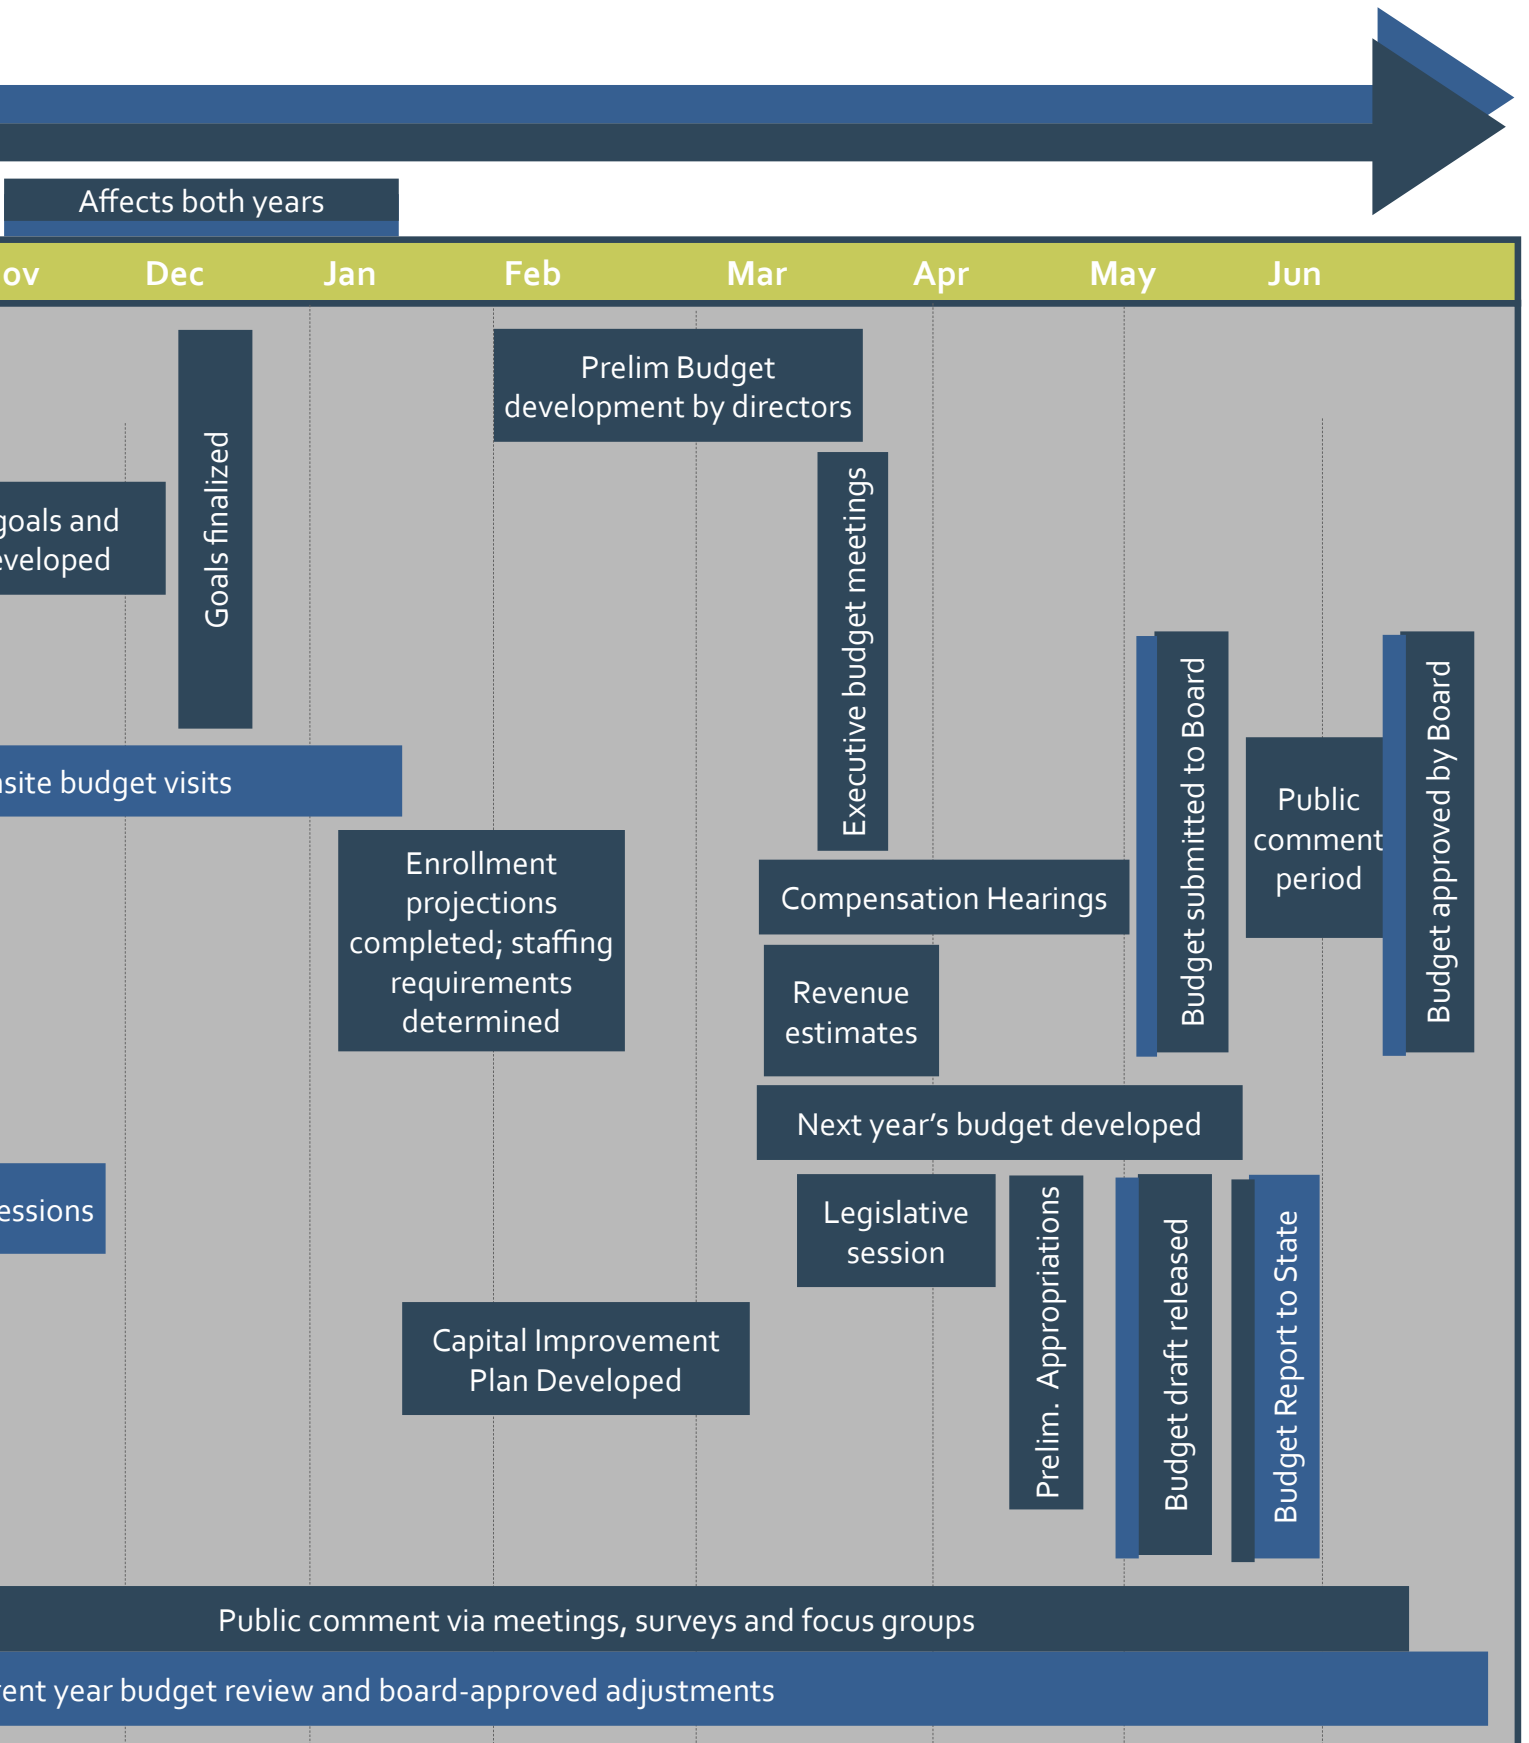 Affects both years
ov Dec Jan Feb Mar Apr May Jun
Prelim Budget
development by directors
Goals finalized
Executive budget meetings
goals and
eveloped
Budget submitted to Board
Budget approved by Board
site budget visits
Public
comment
period
Enrollment
projections
completed; staffing
requirements
determined
Compensation Hearings
Revenue
estimates
Next year’s budget developed
essions
Legislative
session
Prelim. Appropriations
Budget draft released
Budget Report to State
Capital Improvement
Plan Developed
Public comment via meetings, surveys and focus groups
rent year budget review and board-approved adjustments